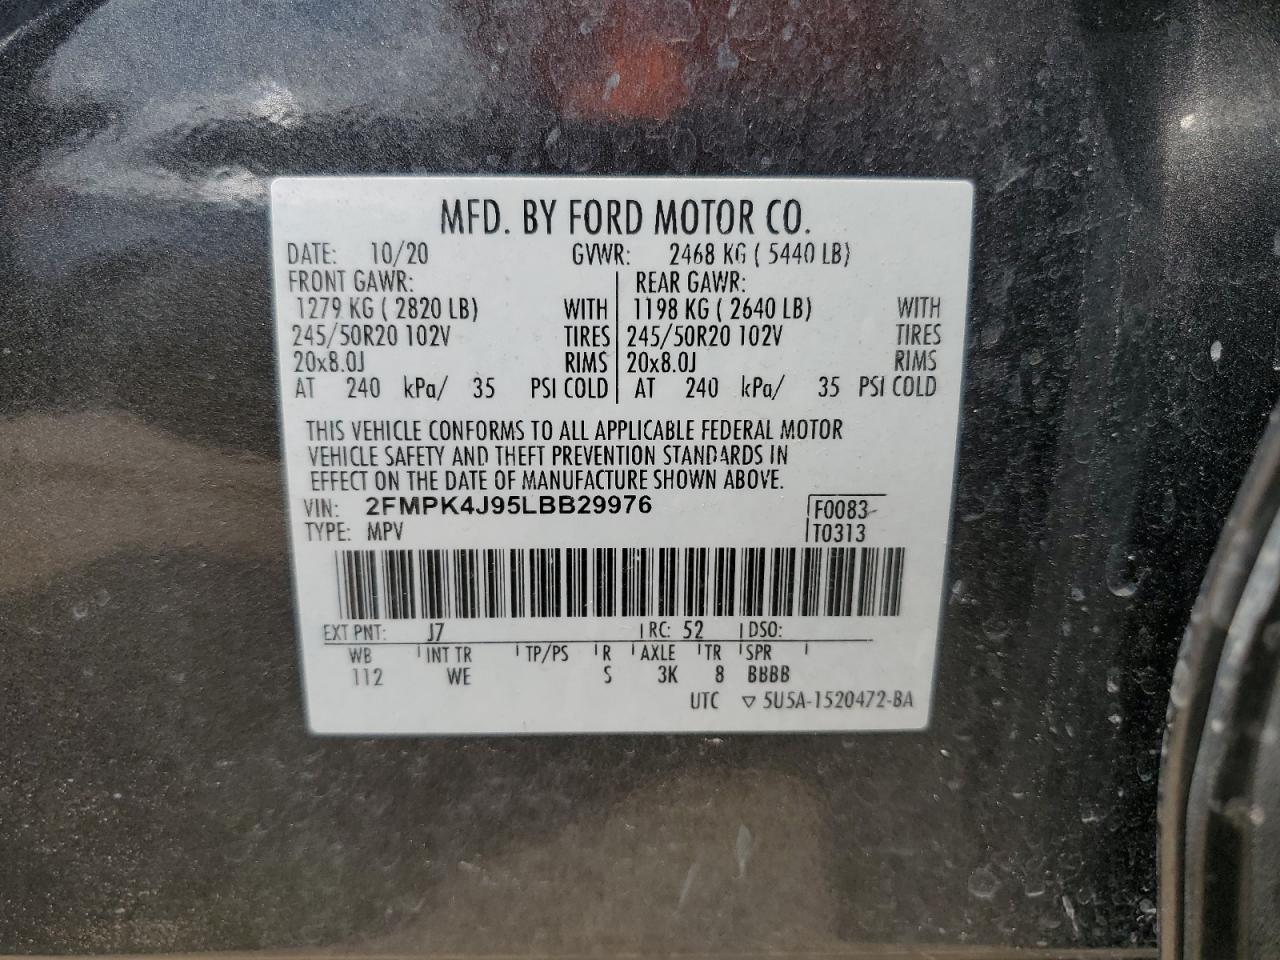 MFD. BY FORD MOTOR CO.
DATE: 10/20 GVWR: 2468 KG ( 5440 LB)
FRONT GAWR: REAR GAWR:
1279 KG ( 2820 LB) WITH 1198 KG ( 2640 LB) WITH
245/50R20 102V TIRES 245/50R20 102V TIRES
20x8.0J RIMS 20x8.0J RIMS
AT 240 kPa/ 35 PSI COLD AT 240 kPa/ 35 PSI COLD
THIS VEHICLE CONFORMS TO ALL APPLICABLE FEDERAL MOTOR
VEHICLE SAFETY AND THEFT PREVENTION STANDARDS IN
EFFECT ON THE DATE OF MANUFACTURE SHOWN ABOVE.
VIN: 2FMPK4J95LBB29976 F0083
TYPE: MPV T0313
EXT PNT: J7 RC: 52 DSO:
WB INT TR TP/PS R AXLE TR SPR
112 WE S 3K 8 BBBB
UTC ▽ 5U5A-1520472-BA